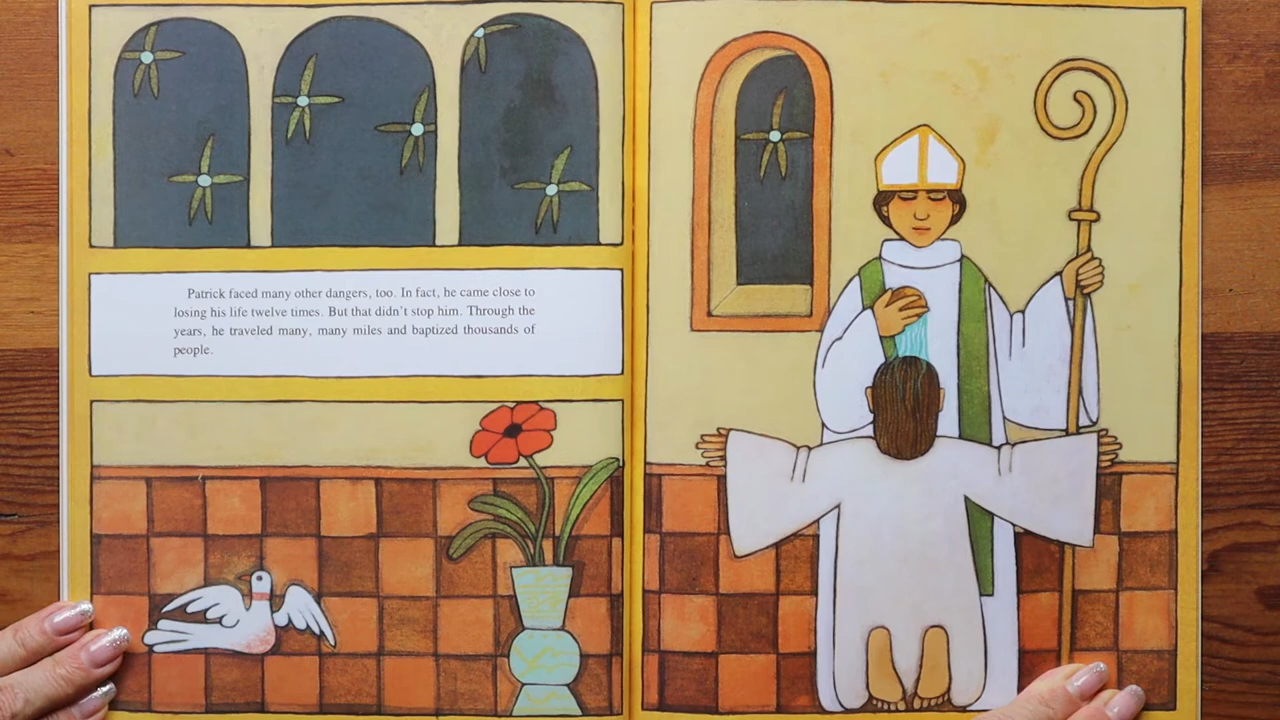 Patrick faced many other dangers, too. In fact, he came close to
losing his life twelve times. But that didn't stop him. Through the
years, he traveled many, many miles and baptized thousands of
people.